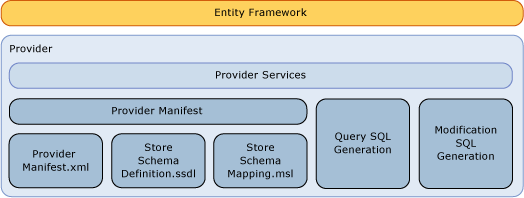 Entity Framework
Provider
Provider Services
Provider Manifest
Provider
Manifest.xml
Store
Schema
Definition.ssdl
Store
Schema
Mapping.msl
Query SQL
Generation
Modification
SQL
Generation